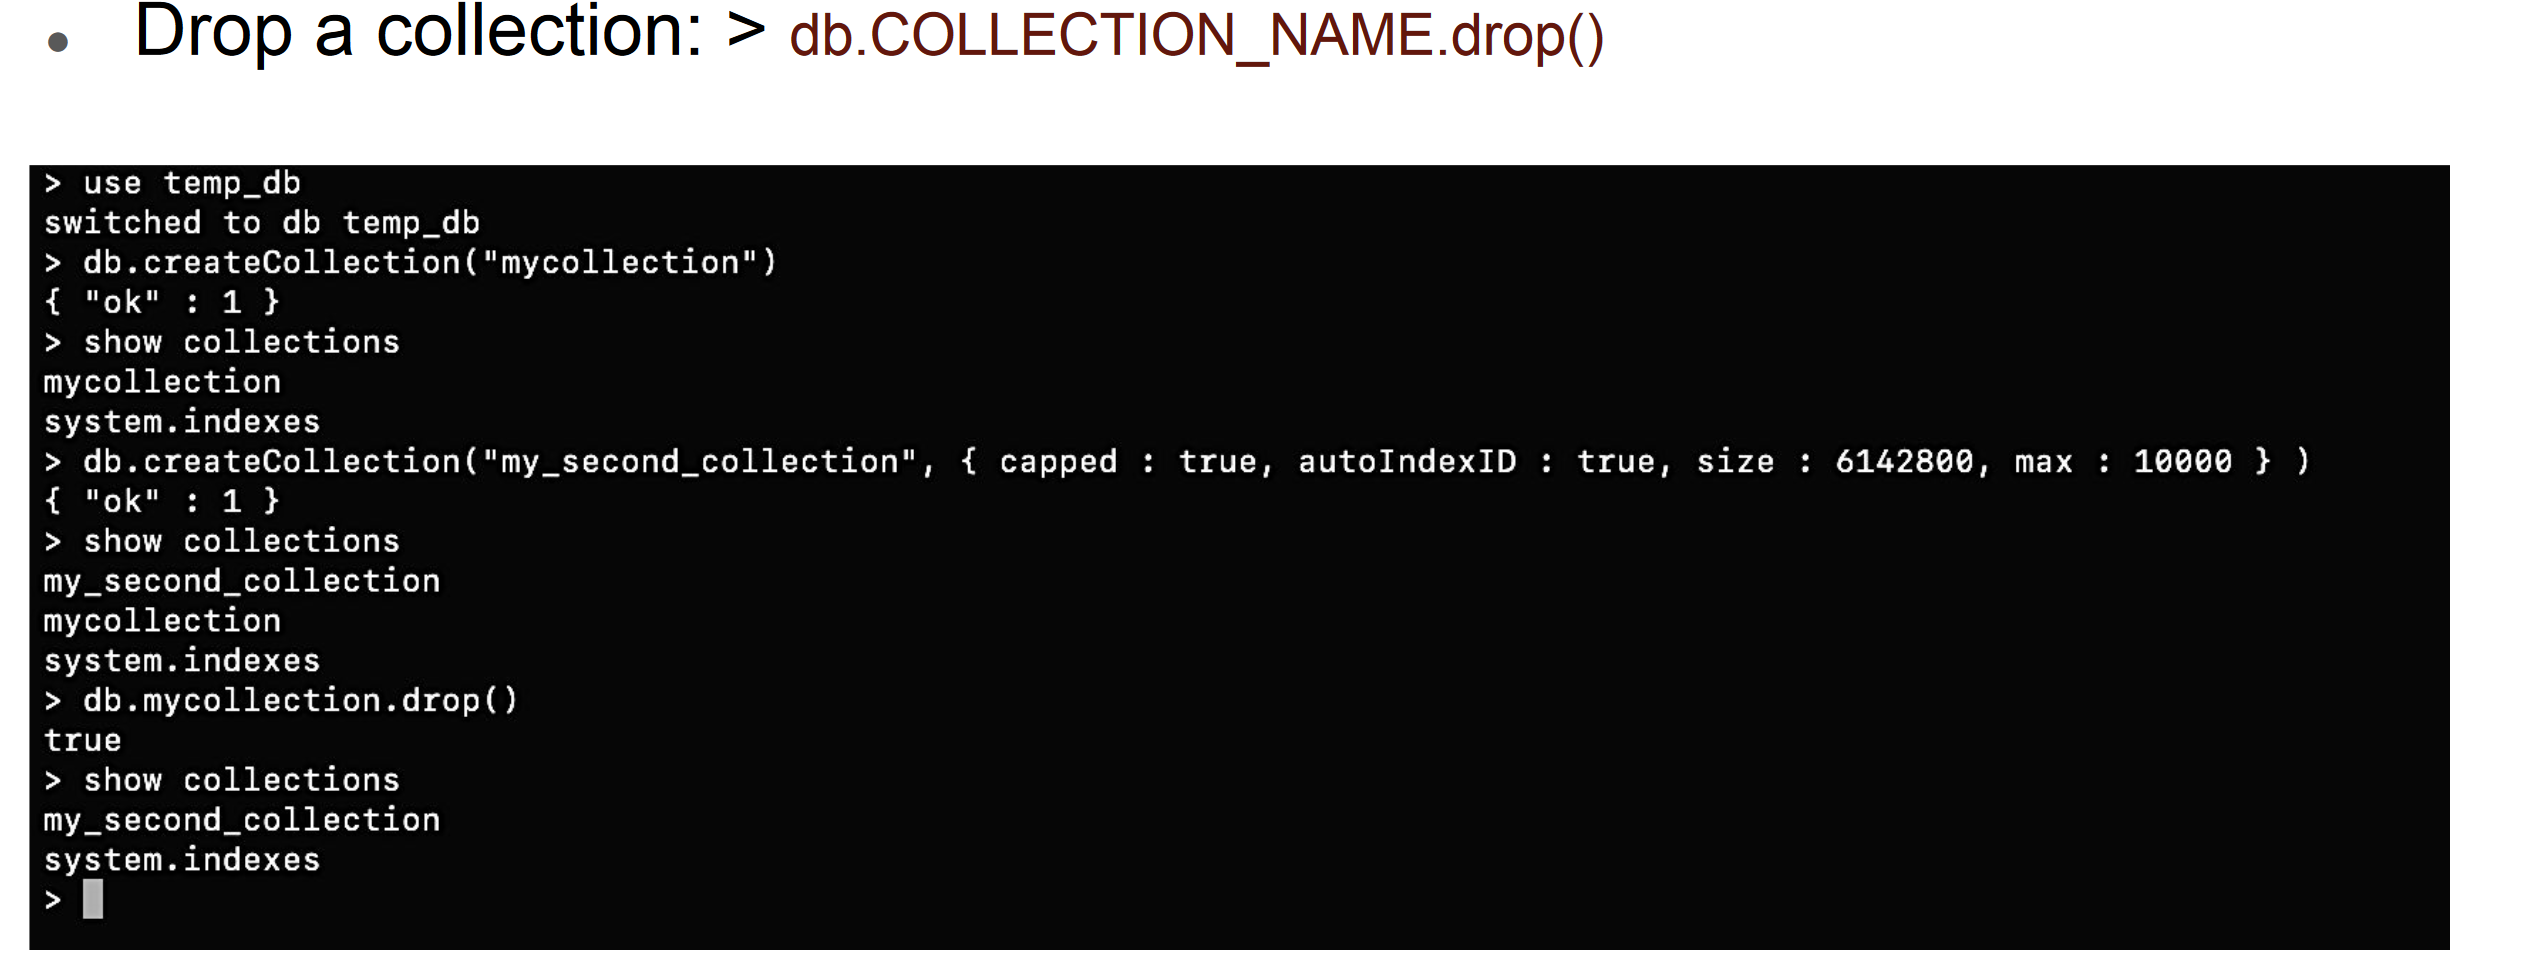 • Drop a collection: > db.COLLECTION_NAME.drop()
> use temp_db
switched to db temp_db
> db.createCollection("mycollection")
{ "ok" : 1 }
> show collections
mycollection
system.indexes
> db.createCollection("my_second_collection", { capped : true, autoIndexID : true, size : 6142800, max : 10000 } )
{ "ok" : 1 }
> show collections
my_second_collection
mycollection
system.indexes
> db.mycollection.drop()
true
> show collections
my_second_collection
system.indexes
>